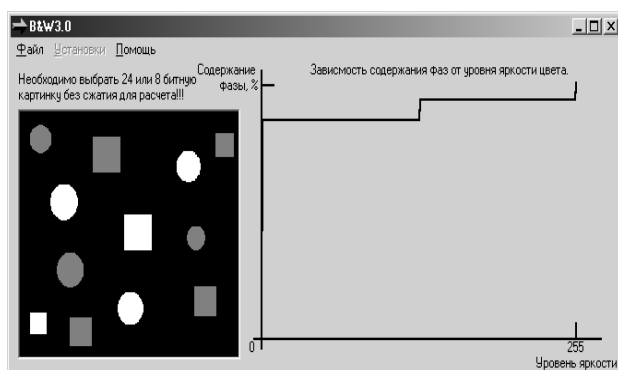 B&W3.0
Файл Установки Помощь
Необходимо выбрать 24 или 8 битную
картинку без сжатия для расчета!!!
Содержание
фазы, %
Зависмость содержания фаз от уровня яркости цвета.
0
255
Уровень яркости